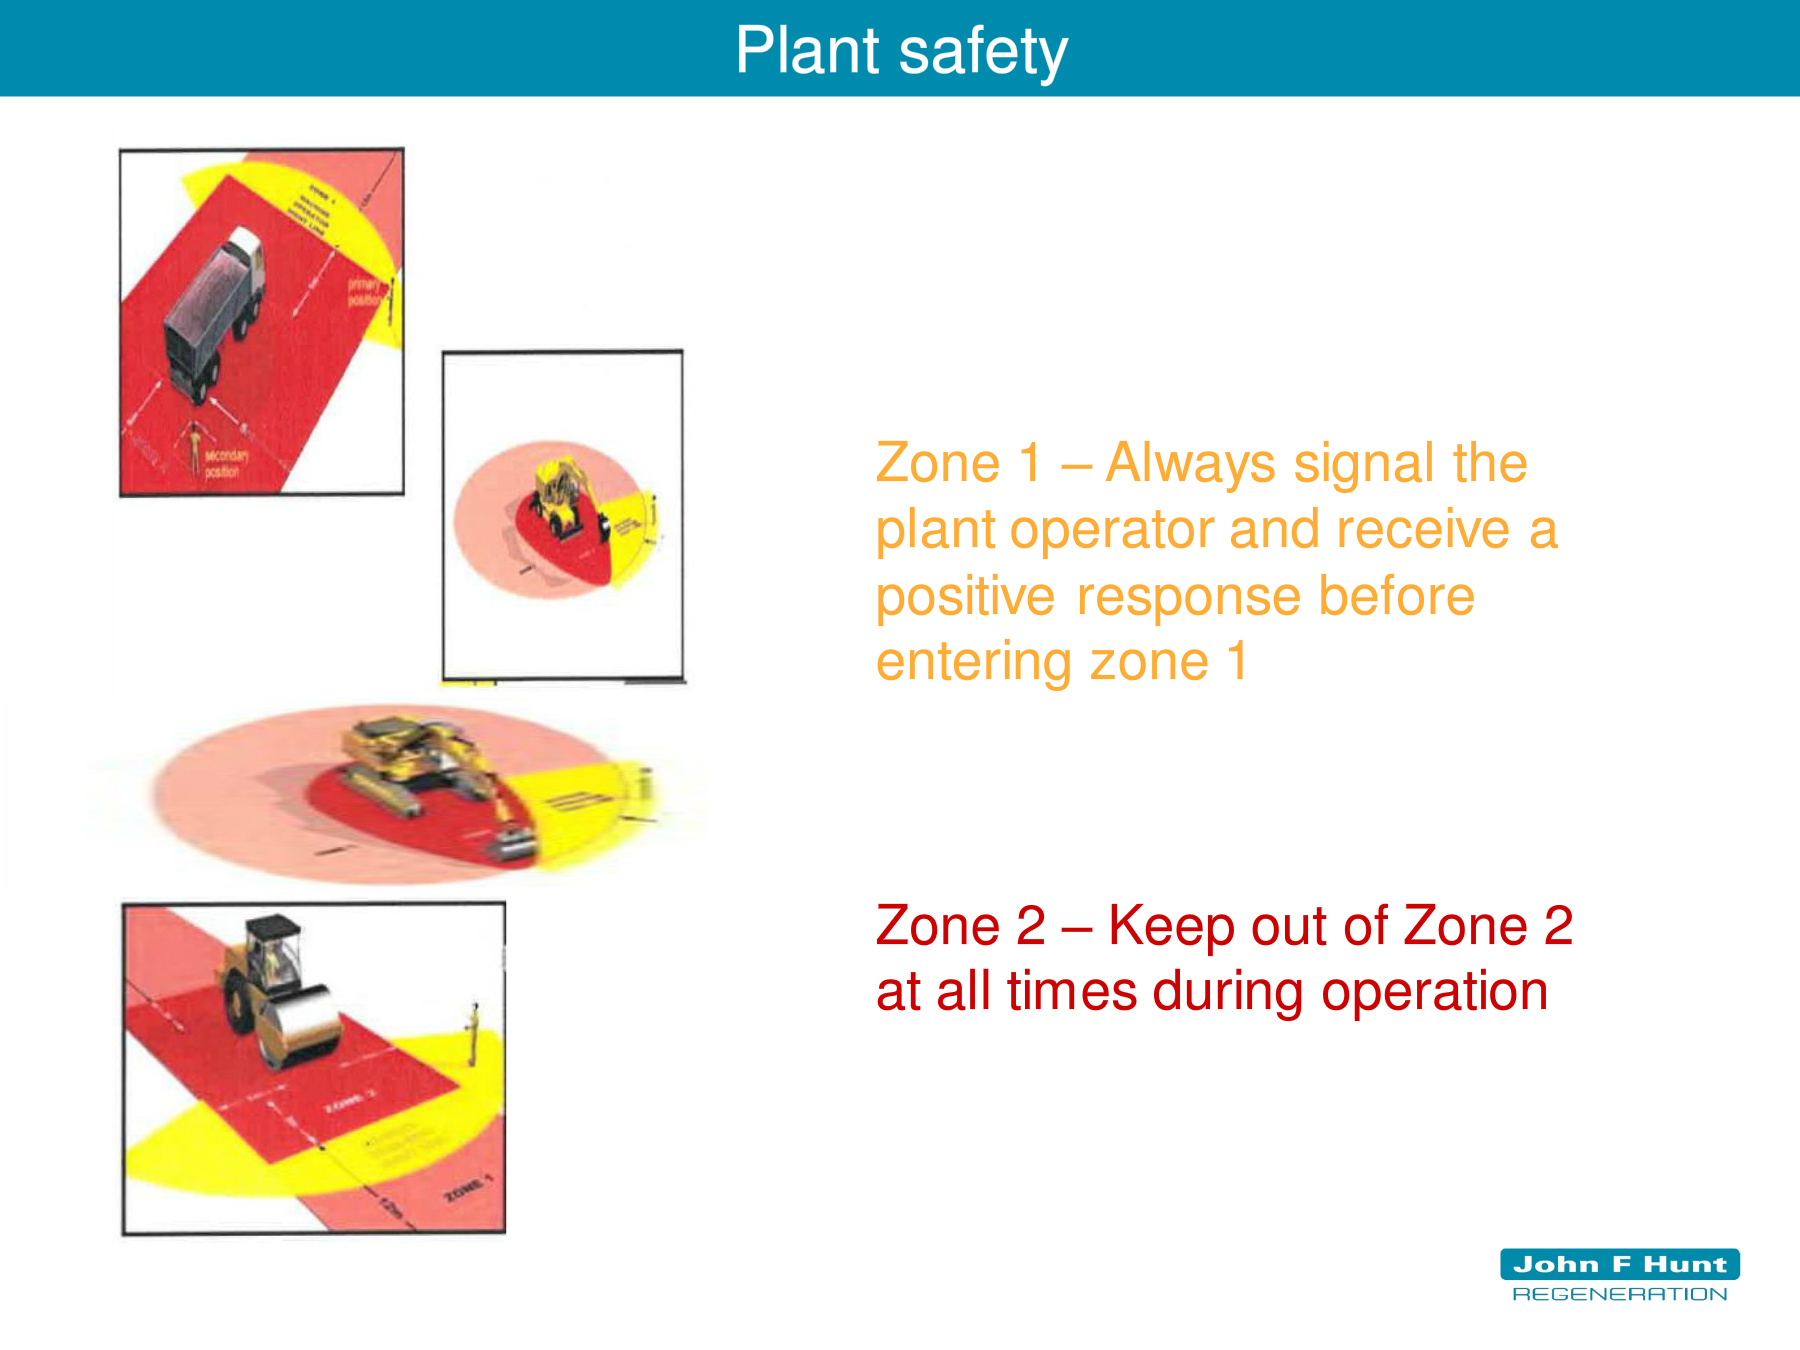 Plant safety
ZONE 1
primary
position
secondary
position
Zone 1 – Always signal the
plant operator and receive a
positive response before
entering zone 1
Zone 2 – Keep out of Zone 2
at all times during operation
ZONE 2
ZONE 1
12m
John F Hunt
REGENERATION